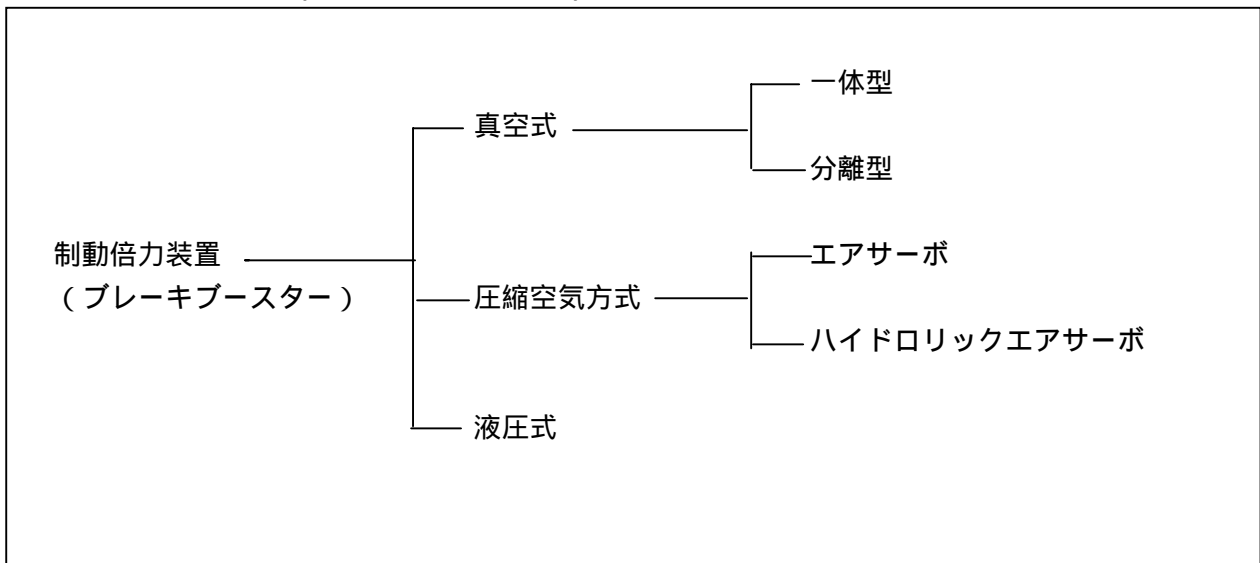 一体型
真空式
分離型
制動倍力装置
（ブレーキブースター）
エアサーボ
圧縮空気方式
ハイドロリックエアサーボ
液圧式